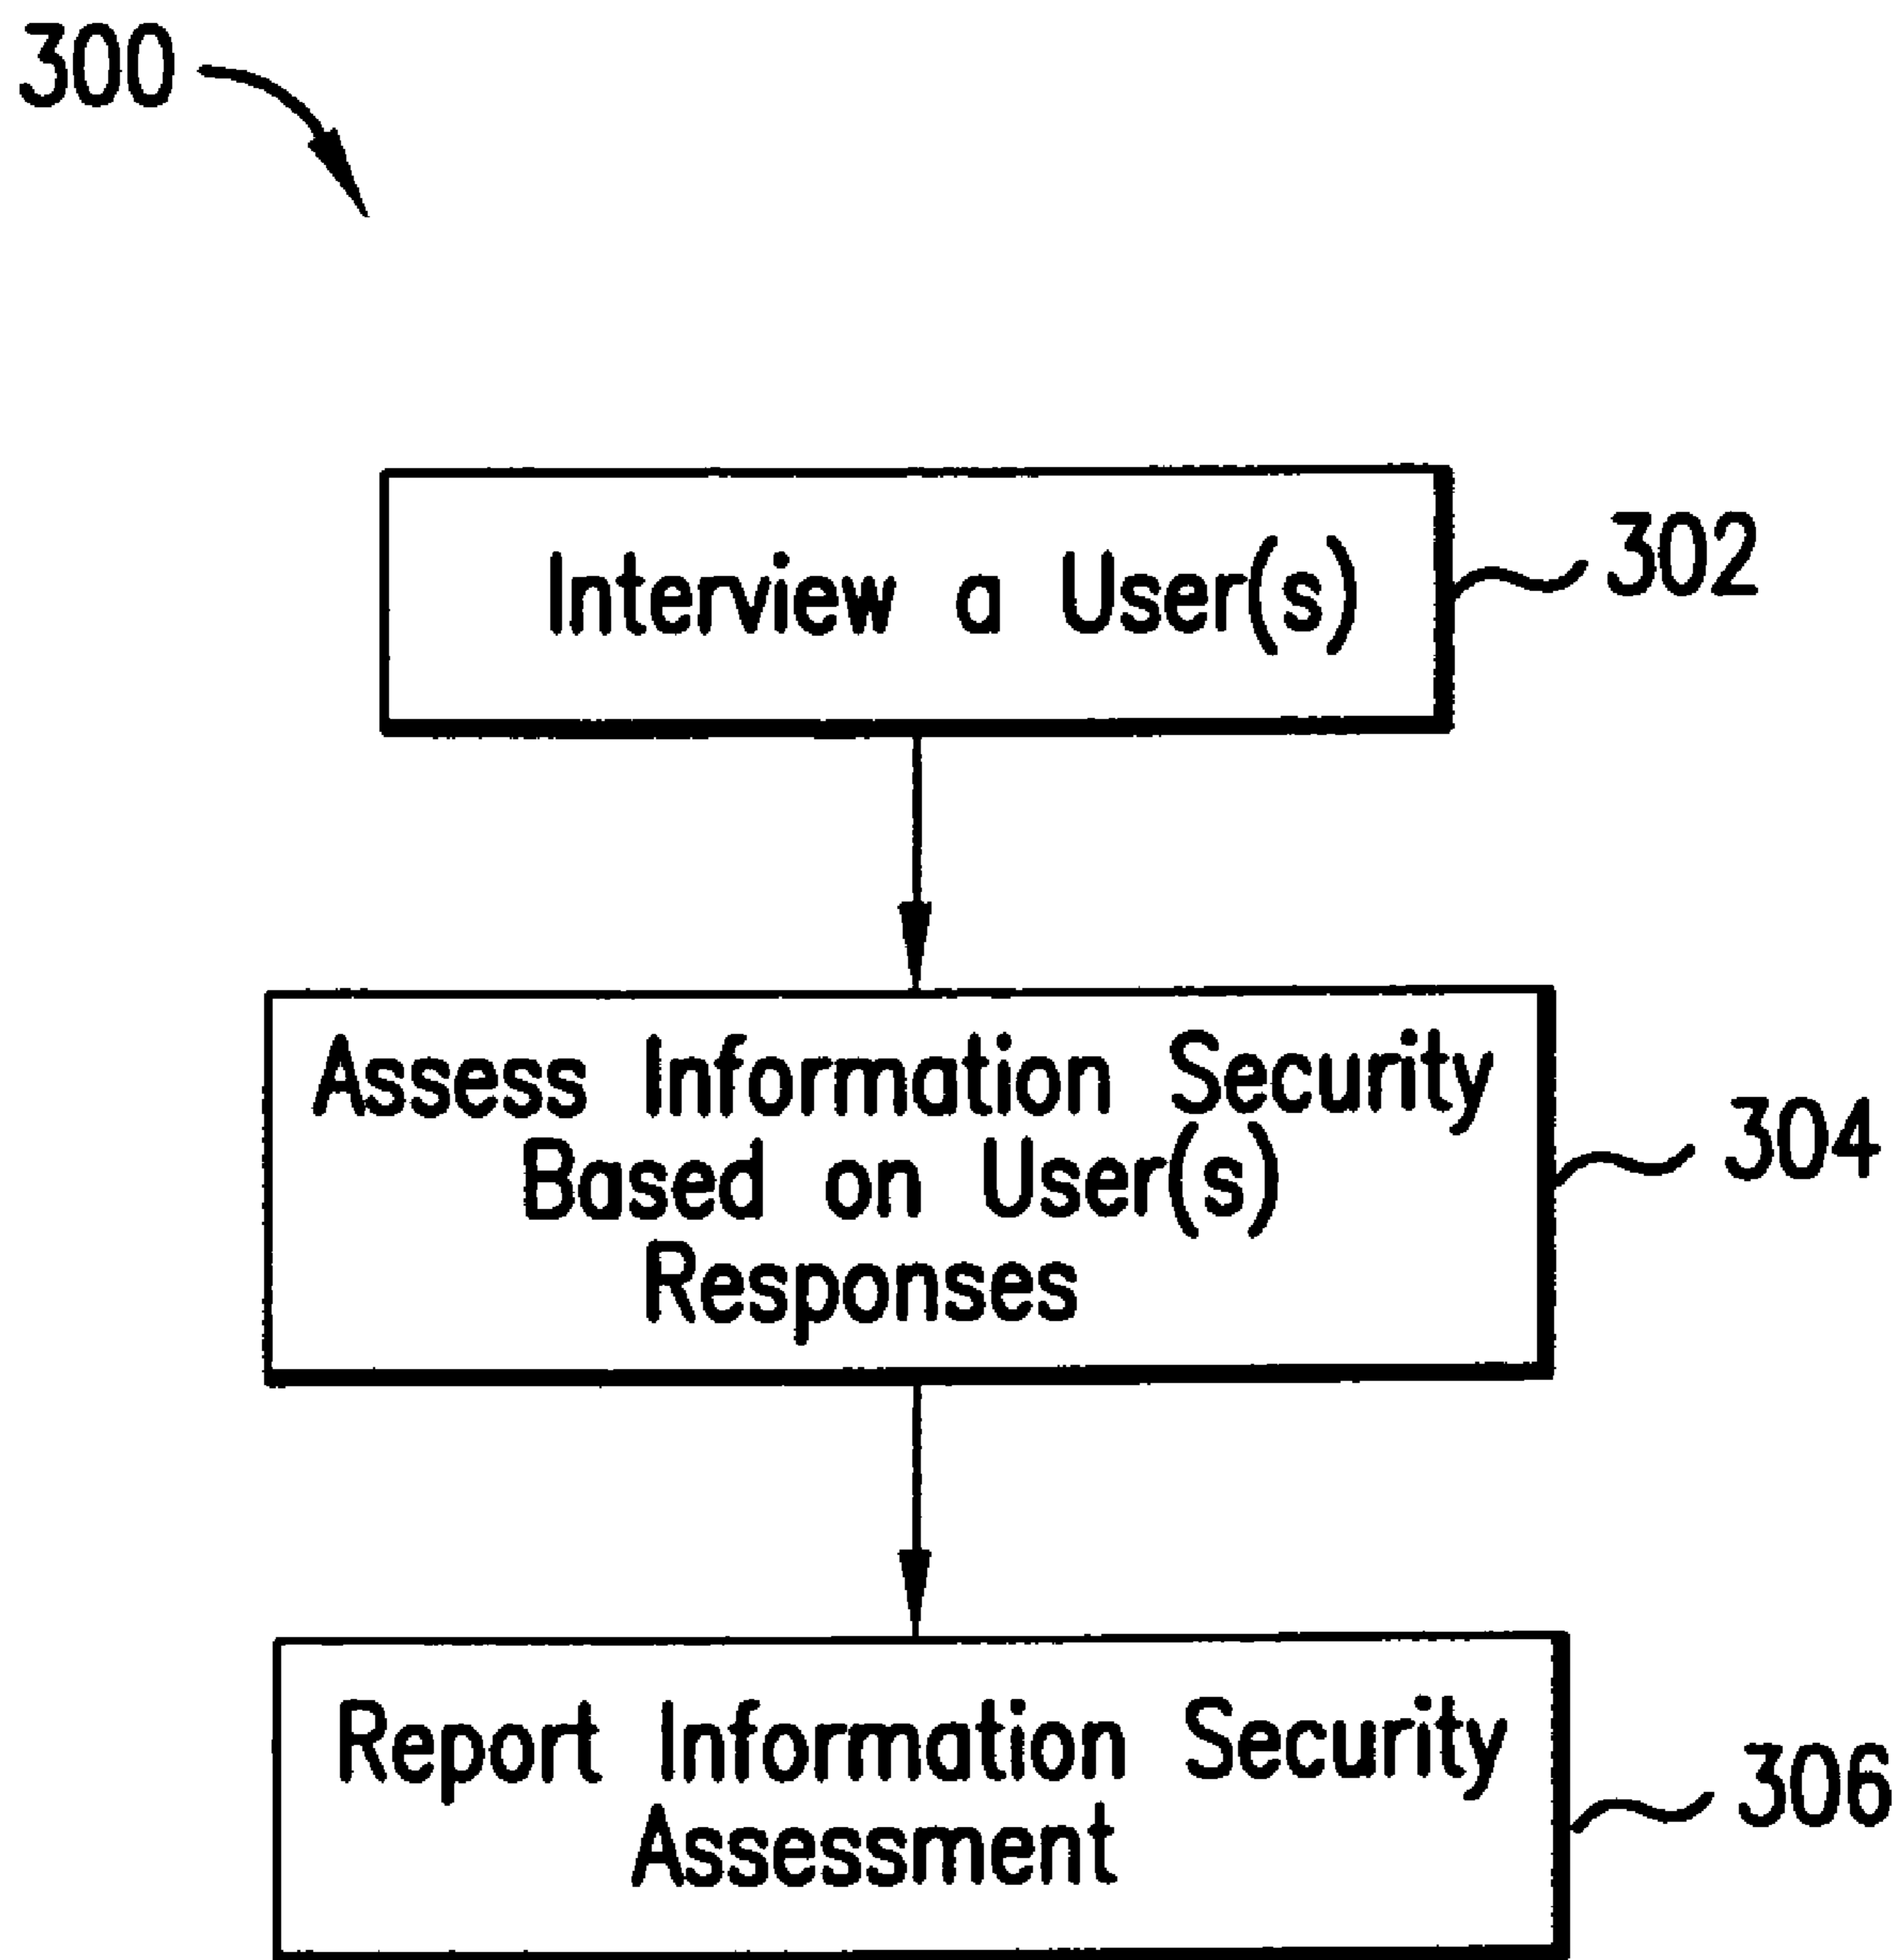 300
Interview a User(s)
302
Assess Information Security
Based on User(s)
Responses
304
Report Information Security
Assessment
306